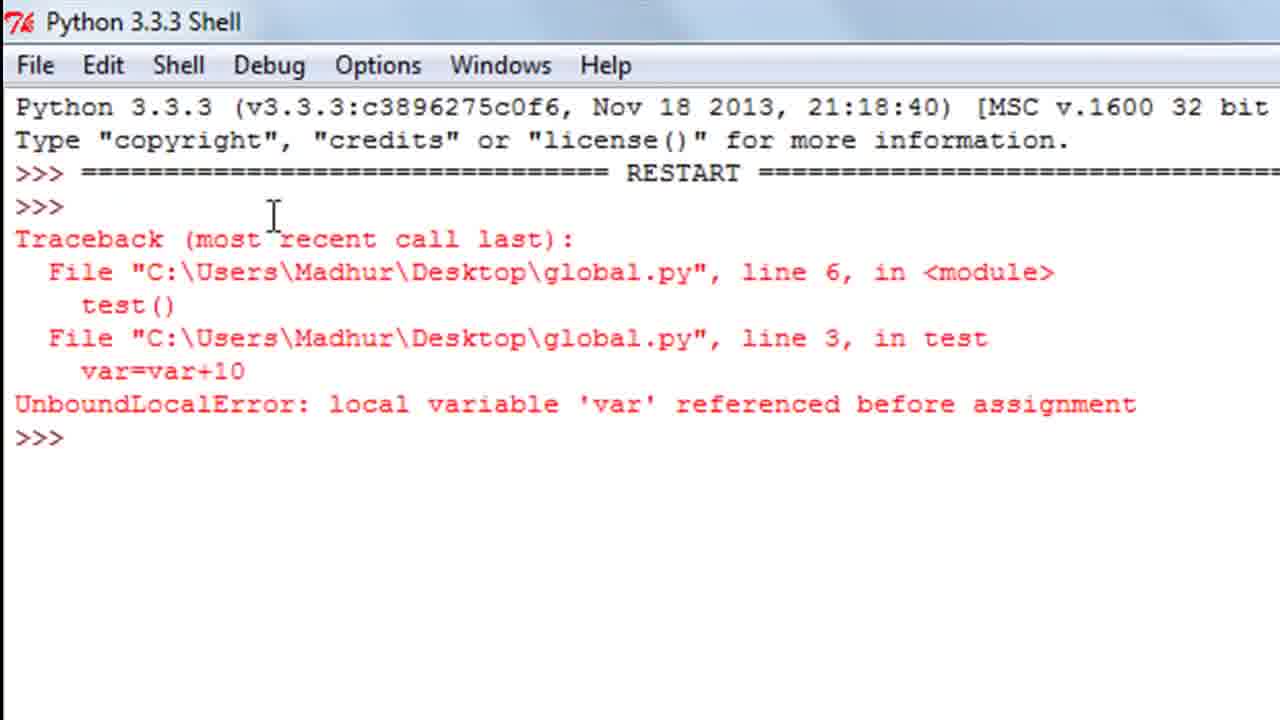 Python 3.3.3 Shell
File Edit Shell Debug Options Windows Help
Python 3.3.3 (v3.3.3:c3896275c0f6, Nov 18 2013, 21:18:40) [MSC v.1600 32 bit
Type "copyright", "credits" or "license()" for more information.
>>> ================================ RESTART ================================
>>>
Traceback (most recent call last):
  File "C:\Users\Madhur\Desktop\global.py", line 6, in <module>
    test()
  File "C:\Users\Madhur\Desktop\global.py", line 3, in test
    var=var+10
UnboundLocalError: local variable 'var' referenced before assignment
>>>